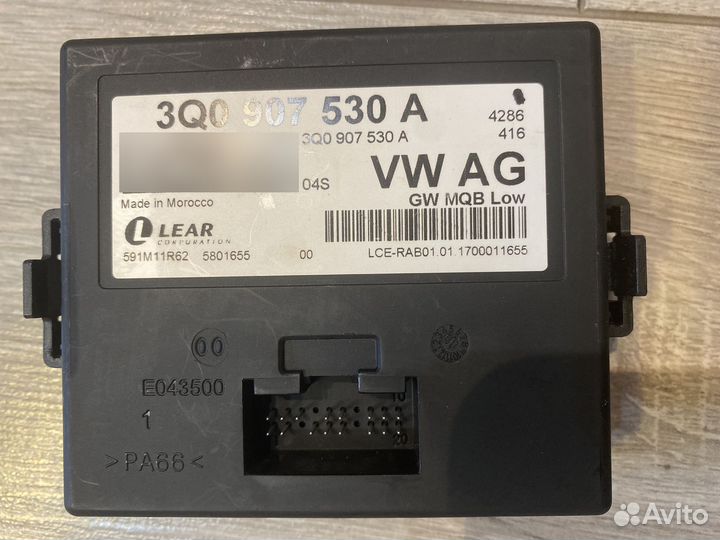 3Q0 907 530 A
4286
3Q0 907 530 A
416
04S
VW AG
GW MQB Low
Made in Morocco
LEAR
CORPORATION
591M11R62 5801655 00
LCE-RAB01.01.1700011655
00
E043500
1
>PA66<
10
20
Avito